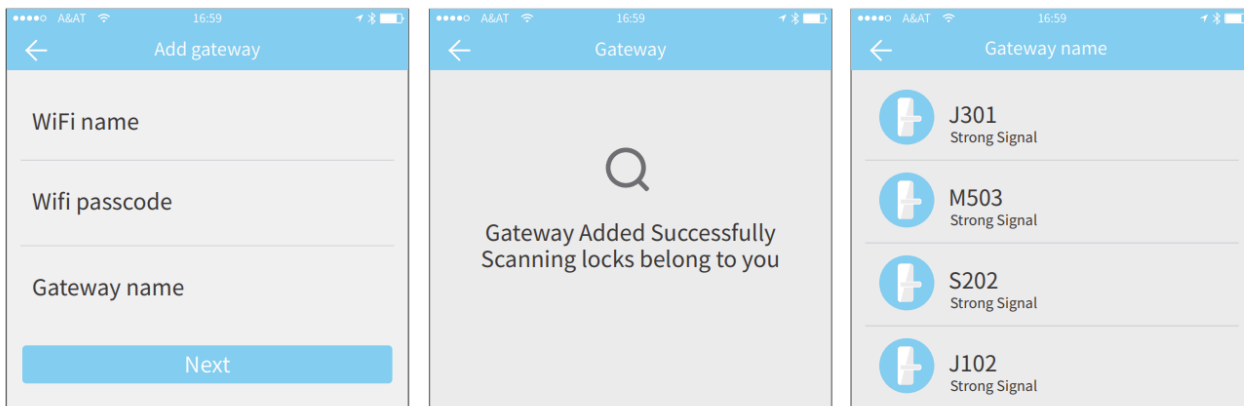 A&AT 16:59
Add gateway
WiFi name
Wifi passcode
Gateway name
Next
A&AT 16:59
Gateway
Gateway Added Successfully
Scanning locks belong to you
A&AT 16:59
Gateway name
J301
Strong Signal
M503
Strong Signal
S202
Strong Signal
J102
Strong Signal